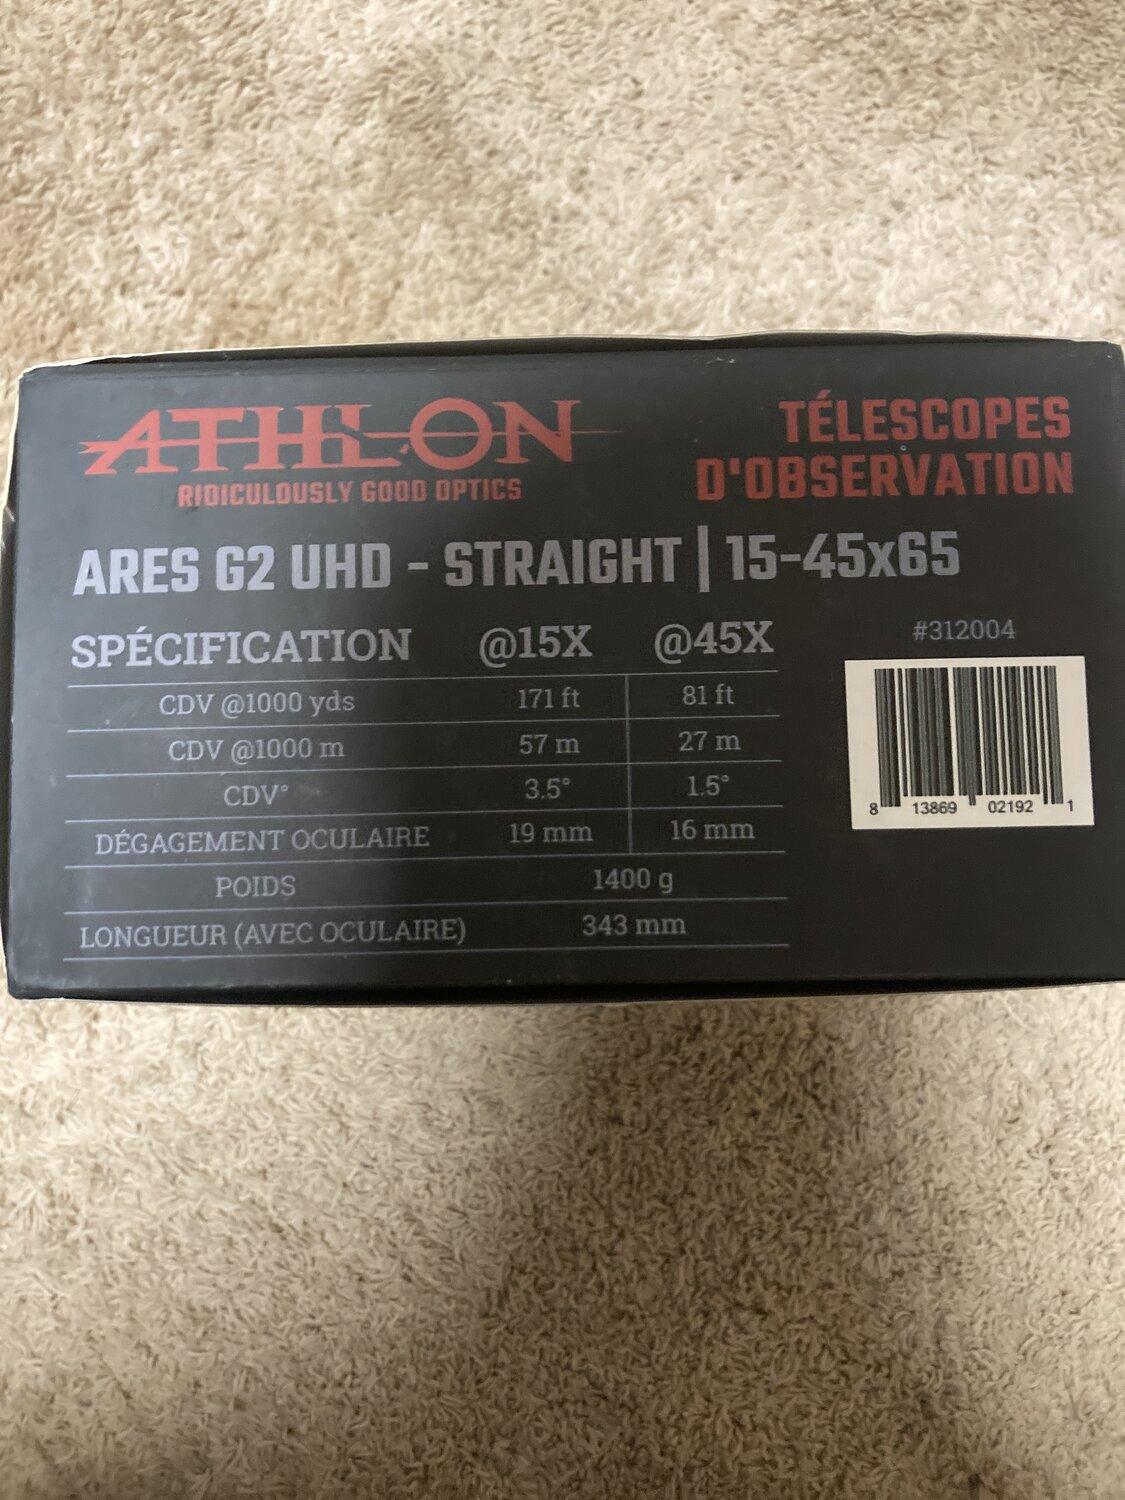 ATHLON
RIDICULOUSLY GOOD OPTICS
TÉLESCOPES
D'OBSERVATION
ARES G2 UHD - STRAIGHT | 15-45x65
SPÉCIFICATION @15X @45X
CDV @1000 yds 171 ft 81 ft
CDV @1000 m 57 m 27 m
CDV° 3.5° 1.5°
DÉGAGEMENT OCULAIRE 19 mm 16 mm
POIDS 1400 g
LONGUEUR (AVEC OCULAIRE) 343 mm
#312004
8 13869 02192 1